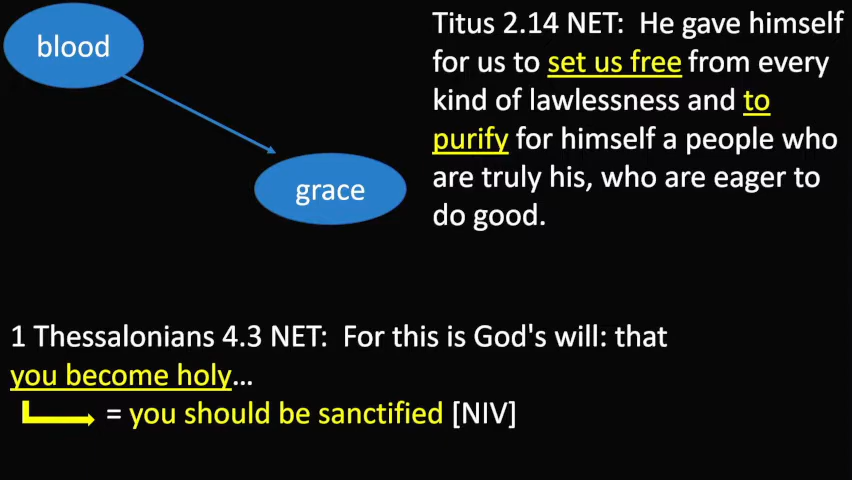 blood
grace
Titus 2.14 NET:  He gave himself
for us to set us free from every
kind of lawlessness and to
purify for himself a people who
are truly his, who are eager to
do good.
1 Thessalonians 4.3 NET:  For this is God's will: that
you become holy...
= you should be sanctified [NIV]